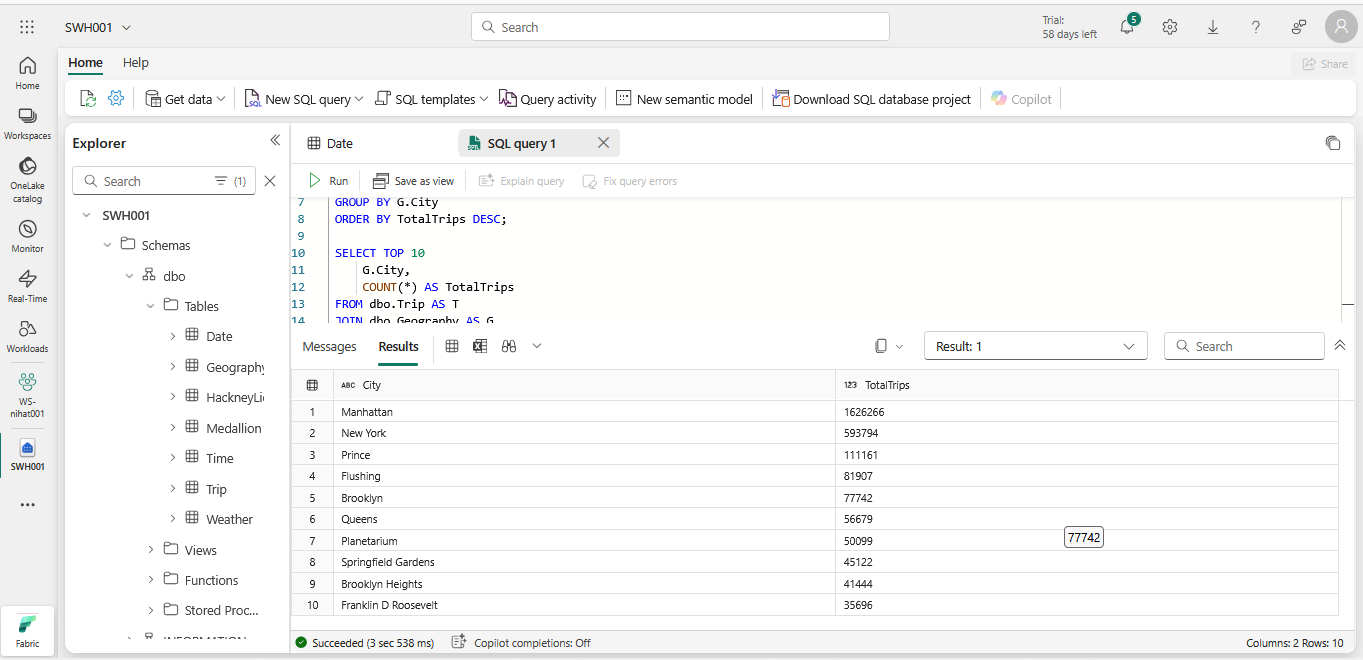 SWH001
Search
Trial:
58 days left
5
Home
Help
Share
Get data
SQL
New SQL query
SQL templates
Query activity
New semantic model
Download SQL database project
Copilot
Home
Workspaces
OneLake
catalog
Monitor
Real-Time
Workloads
WS-
nihat001
SWH001
Fabric
Explorer
Search
(1)
SWH001
Schemas
dbo
Tables
Date
Geography
HackneyLi
Medallion
Time
Trip
Weather
Views
Functions
Stored Proc...
Date
SQL query 1
Run
Save as view
Explain query
Fix query errors
7 GROUP BY G.City
8 ORDER BY TotalTrips DESC;
9
10 SELECT TOP 10
11 G.City,
12 COUNT(*) AS TotalTrips
13 FROM dbo.Trip AS T
14 JOIN dbo.Geography AS G
Messages
Results
Result: 1
Search
ABC City 123 TotalTrips
1 Manhattan 1626266
2 New York 593794
3 Prince 111161
4 Flushing 81907
5 Brooklyn 77742
6 Queens 56679
7 Planetarium 50099
77742
8 Springfield Gardens 45122
9 Brooklyn Heights 41444
10 Franklin D Roosevelt 35696
Succeeded (3 sec 538 ms)
Copilot completions: Off
Columns: 2 Rows: 10